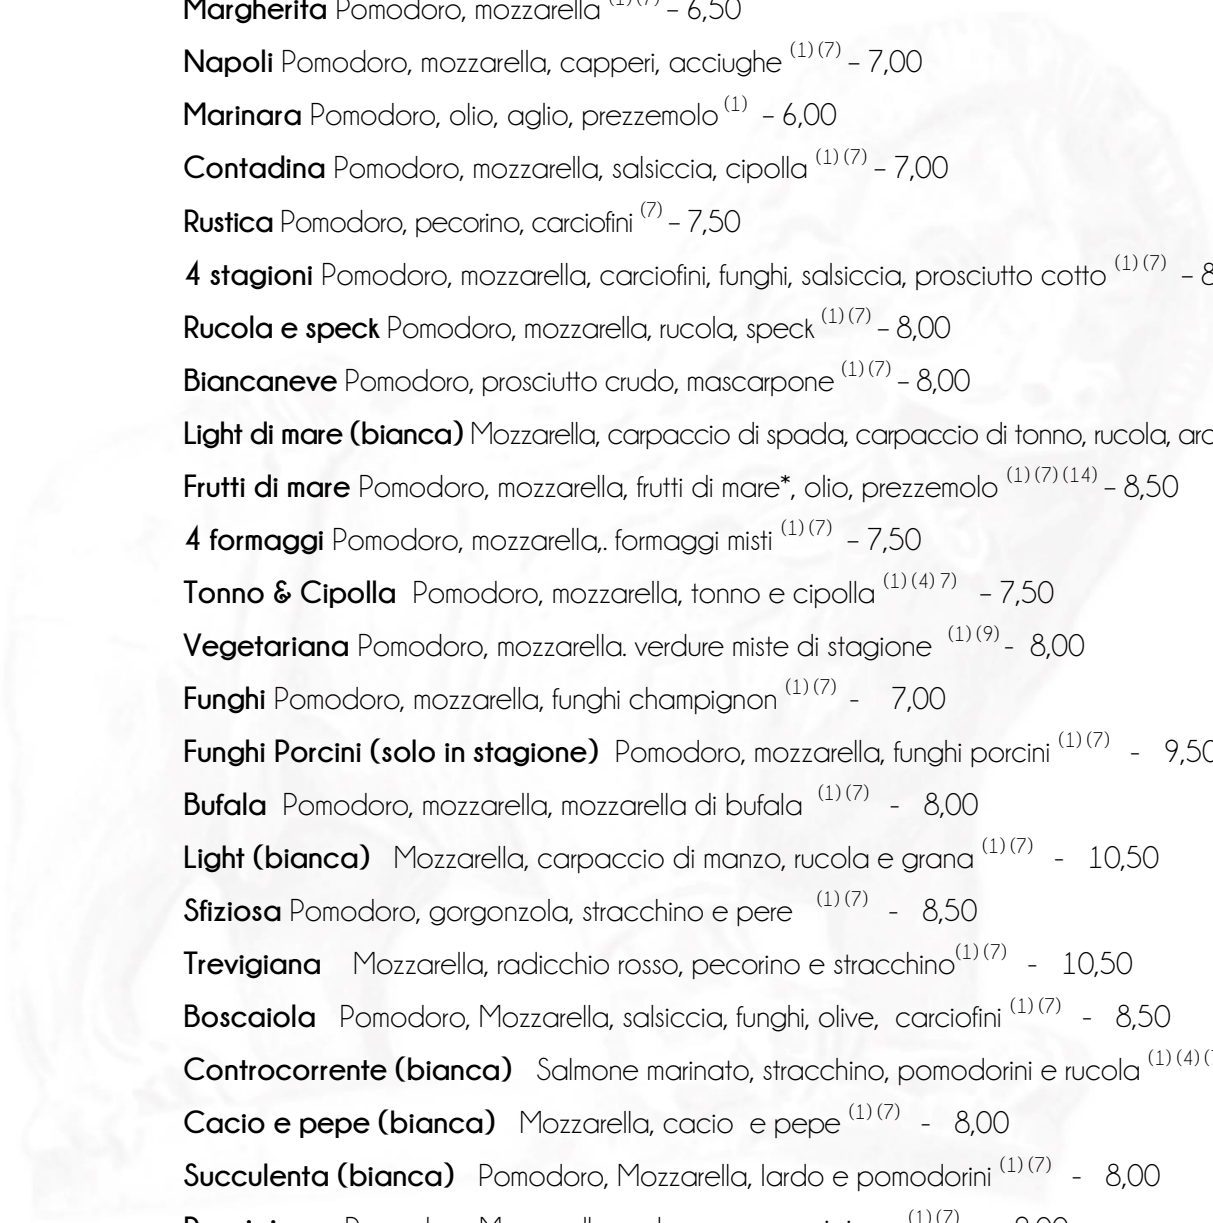 Margherita Pomodoro, mozzarella (1)(7) – 6,50
Napoli Pomodoro, mozzarella, capperi, acciughe (1)(7) – 7,00
Marinara Pomodoro, olio, aglio, prezzemolo (1) – 6,00
Contadina Pomodoro, mozzarella, salsiccia, cipolla (1)(7) – 7,00
Rustica Pomodoro, pecorino, carciofini (7) – 7,50
4 stagioni Pomodoro, mozzarella, carciofini, funghi, salsiccia, prosciutto cotto (1)(7) – 8
Rucola e speck Pomodoro, mozzarella, rucola, speck (1)(7) – 8,00
Biancaneve Pomodoro, prosciutto crudo, mascarpone (1)(7) – 8,00
Light di mare (bianca) Mozzarella, carpaccio di spada, carpaccio di tonno, rucola,
Frutti di mare Pomodoro, mozzarella, frutti di mare*, olio, prezzemolo (1)(7)(14) – 8,50
4 formaggi Pomodoro, mozzarella,. formaggi misti (1)(7) – 7,50
Tonno & Cipolla Pomodoro, mozzarella, tonno e cipolla (1)(4)7) – 7,50
Vegetariana Pomodoro, mozzarella. verdure miste di stagione (1)(9) - 8,00
Funghi Pomodoro, mozzarella, funghi champignon (1)(7) - 7,00
Funghi Porcini (solo in stagione) Pomodoro, mozzarella, funghi porcini (1)(7) - 9,50
Bufala Pomodoro, mozzarella, mozzarella di bufala (1)(7) - 8,00
Light (bianca) Mozzarella, carpaccio di manzo, rucola e grana (1)(7) - 10,50
Sfiziosa Pomodoro, gorgonzola, stracchino e pere (1)(7) - 8,50
Trevigiana Mozzarella, radicchio rosso, pecorino e stracchino(1)(7) - 10,50
Boscaiola Pomodoro, Mozzarella, salsiccia, funghi, olive, carciofini (1)(7) - 8,50
Controcorrente (bianca) Salmone marinato, stracchino, pomodorini e rucola (1)(4)
Cacio e pepe (bianca) Mozzarella, cacio e pepe (1)(7) - 8,00
Succulenta (bianca) Pomodoro, Mozzarella, lardo e pomodorini (1)(7) - 8,00
(1)(7)